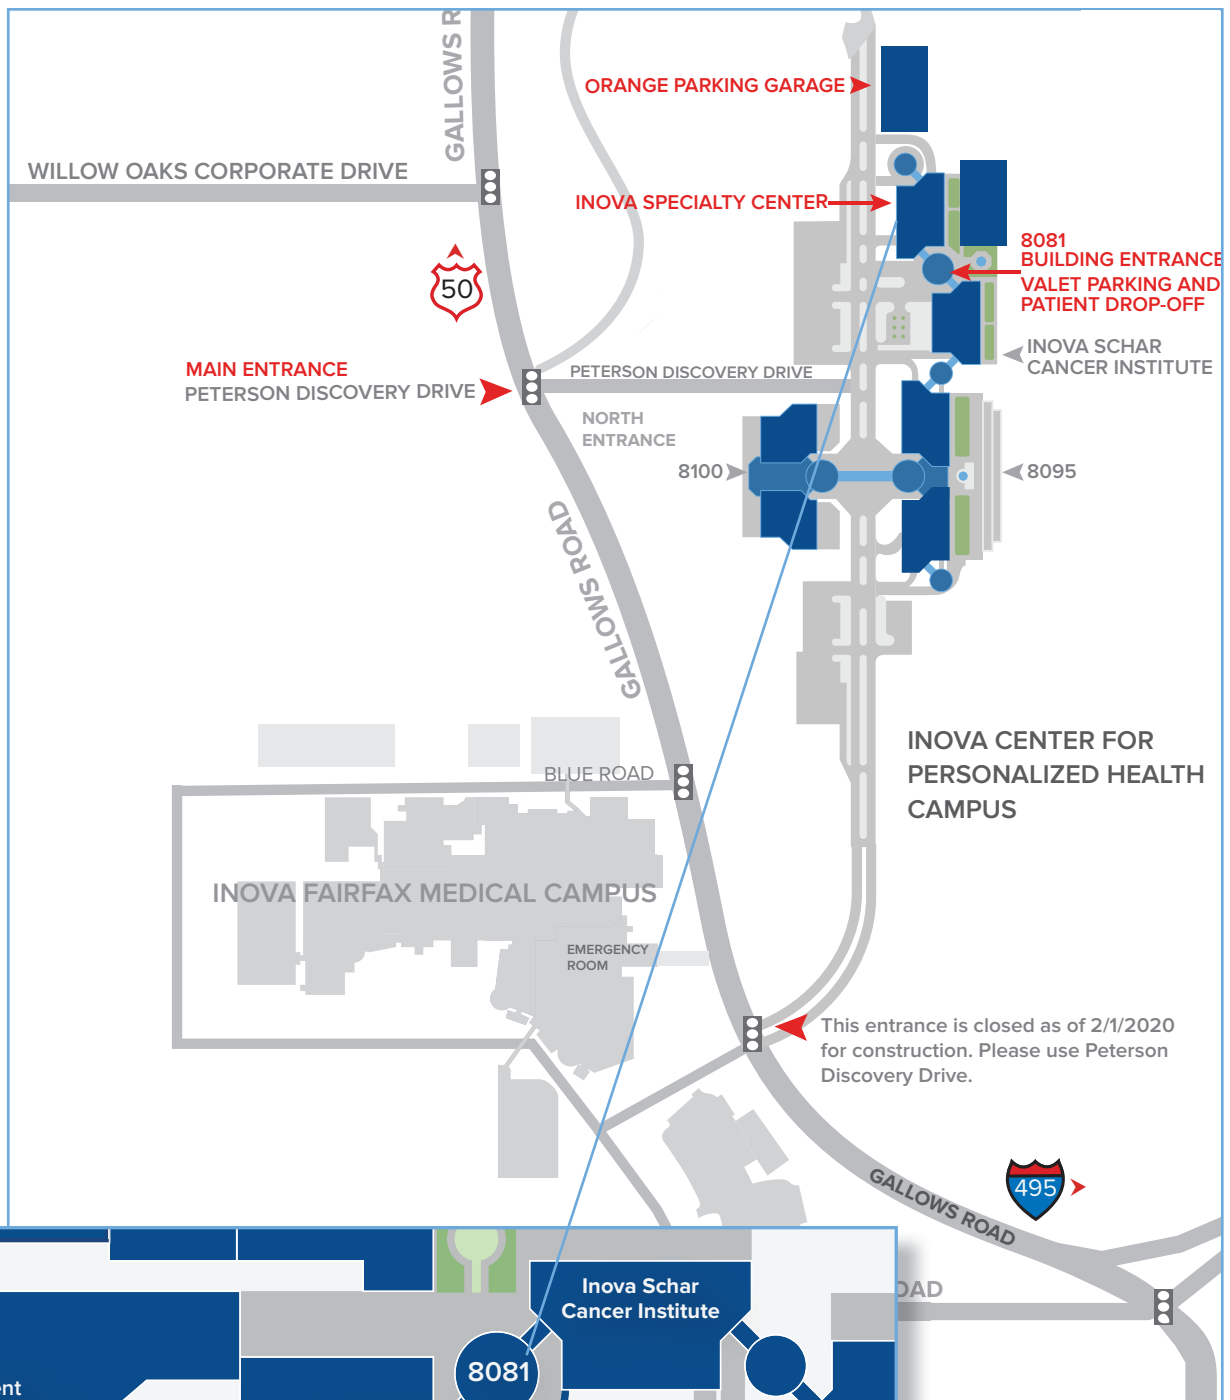 GALLOWS R
ORANGE PARKING GARAGE
WILLOW OAKS CORPORATE DRIVE
INOVA SPECIALTY CENTER
8081
BUILDING ENTRANCE
VALET PARKING AND
PATIENT DROP-OFF
50
INOVA SCHAR
CANCER INSTITUTE
MAIN ENTRANCE
PETERSON DISCOVERY DRIVE
PETERSON DISCOVERY DRIVE
NORTH
ENTRANCE
8100
8095
GALLOWS ROAD
INOVA CENTER FOR
PERSONALIZED HEALTH
CAMPUS
BLUE ROAD
INOVA FAIRFAX MEDICAL CAMPUS
EMERGENCY
ROOM
This entrance is closed as of 2/1/2020
for construction. Please use Peterson
Discovery Drive.
GALLOWS ROAD
495
OAD
Inova Schar
Cancer Institute
8081
ent